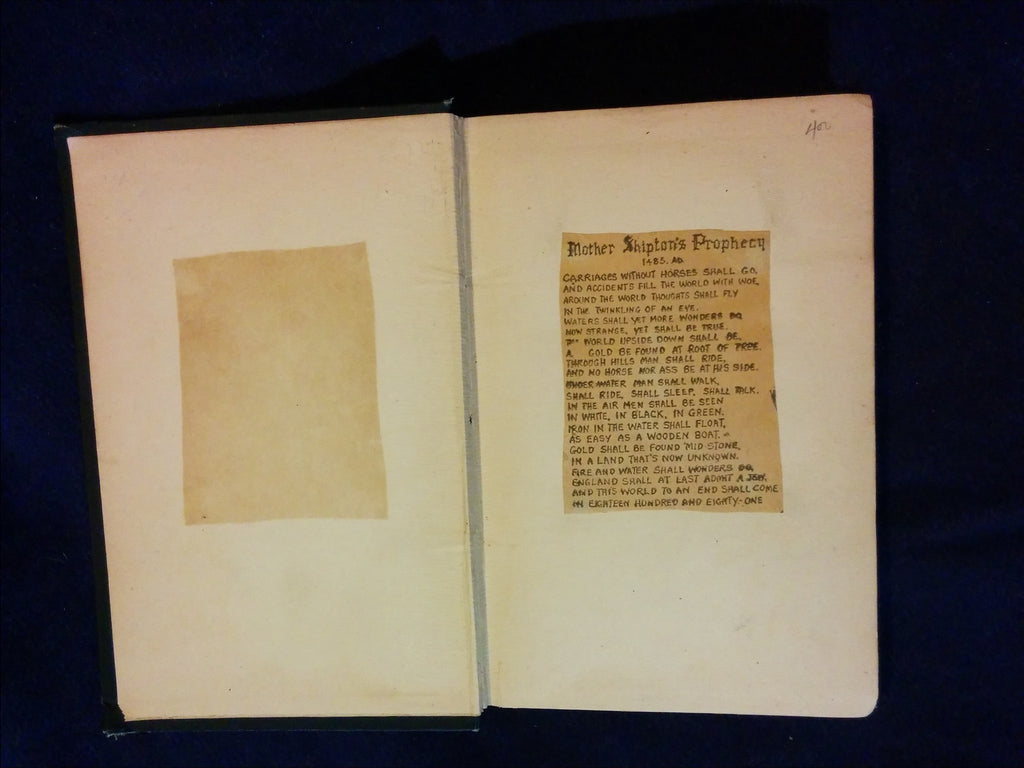 400
Mother Shipton's Prophecy
1485. AD.
CARRIAGES WITHOUT HORSES SHALL GO,
AND ACCIDENTS FILL THE WORLD WITH WOE,
AROUND THE WORLD THOUGHTS SHALL FLY
IN THE TWINKLING OF AN EYE.
WATERS SHALL YET MORE WONDERS DO,
NOW STRANGE, YET SHALL BE TRUE.
WORLD UPSIDE DOWN SHALL BE,
A GOLD BE FOUND AT ROOT OF TREE.
THROUGH HILLS MAN SHALL RIDE,
AND NO HORSE NOR ASS BE AT HIS SIDE.
UNDER WATER MAN SHALL WALK,
SHALL RIDE, SHALL SLEEP, SHALL TALK.
IN THE AIR MEN SHALL BE SEEN
IN WHITE, IN BLACK, IN GREEN.
IRON IN THE WATER SHALL FLOAT,
AS EASY AS A WOODEN BOAT.
GOLD SHALL BE FOUND 'MID STONE,
IN A LAND THAT'S NOW UNKNOWN.
FIRE AND WATER SHALL WONDERS DO,
ENGLAND SHALL AT LAST ADMIT A JEW,
AND THIS WORLD TO AN END SHALL COME
IN EIGHTEEN HUNDRED AND EIGHTY-ONE